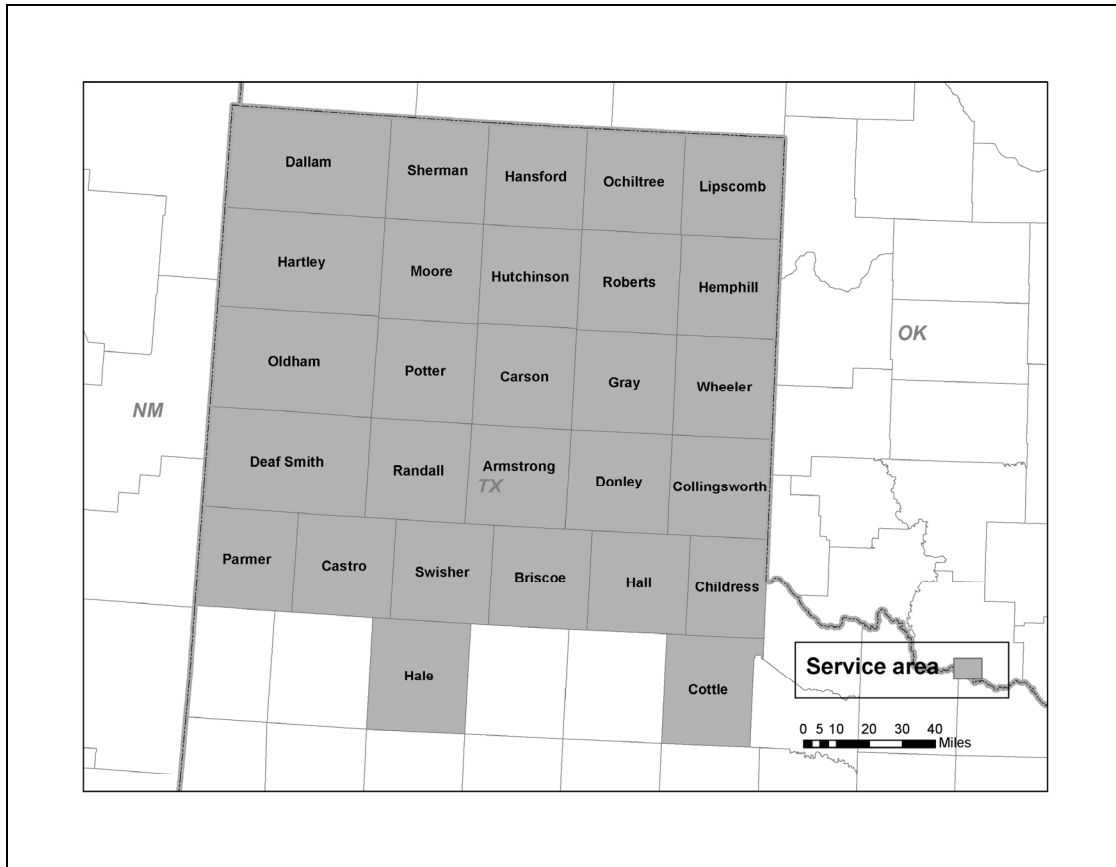 Dallam
Sherman
Hansford
Ochiltree
Lipscomb
Hartley
Moore
Hutchinson
Roberts
Hemphill
OK
Oldham
Potter
Carson
Gray
Wheeler
NM
Deaf Smith
Randall
Armstrong
TX
Donley
Collingsworth
Parmer
Castro
Swisher
Briscoe
Hall
Childress
Hale
Cottle
Service area
0 5 10 20 30 40
Miles